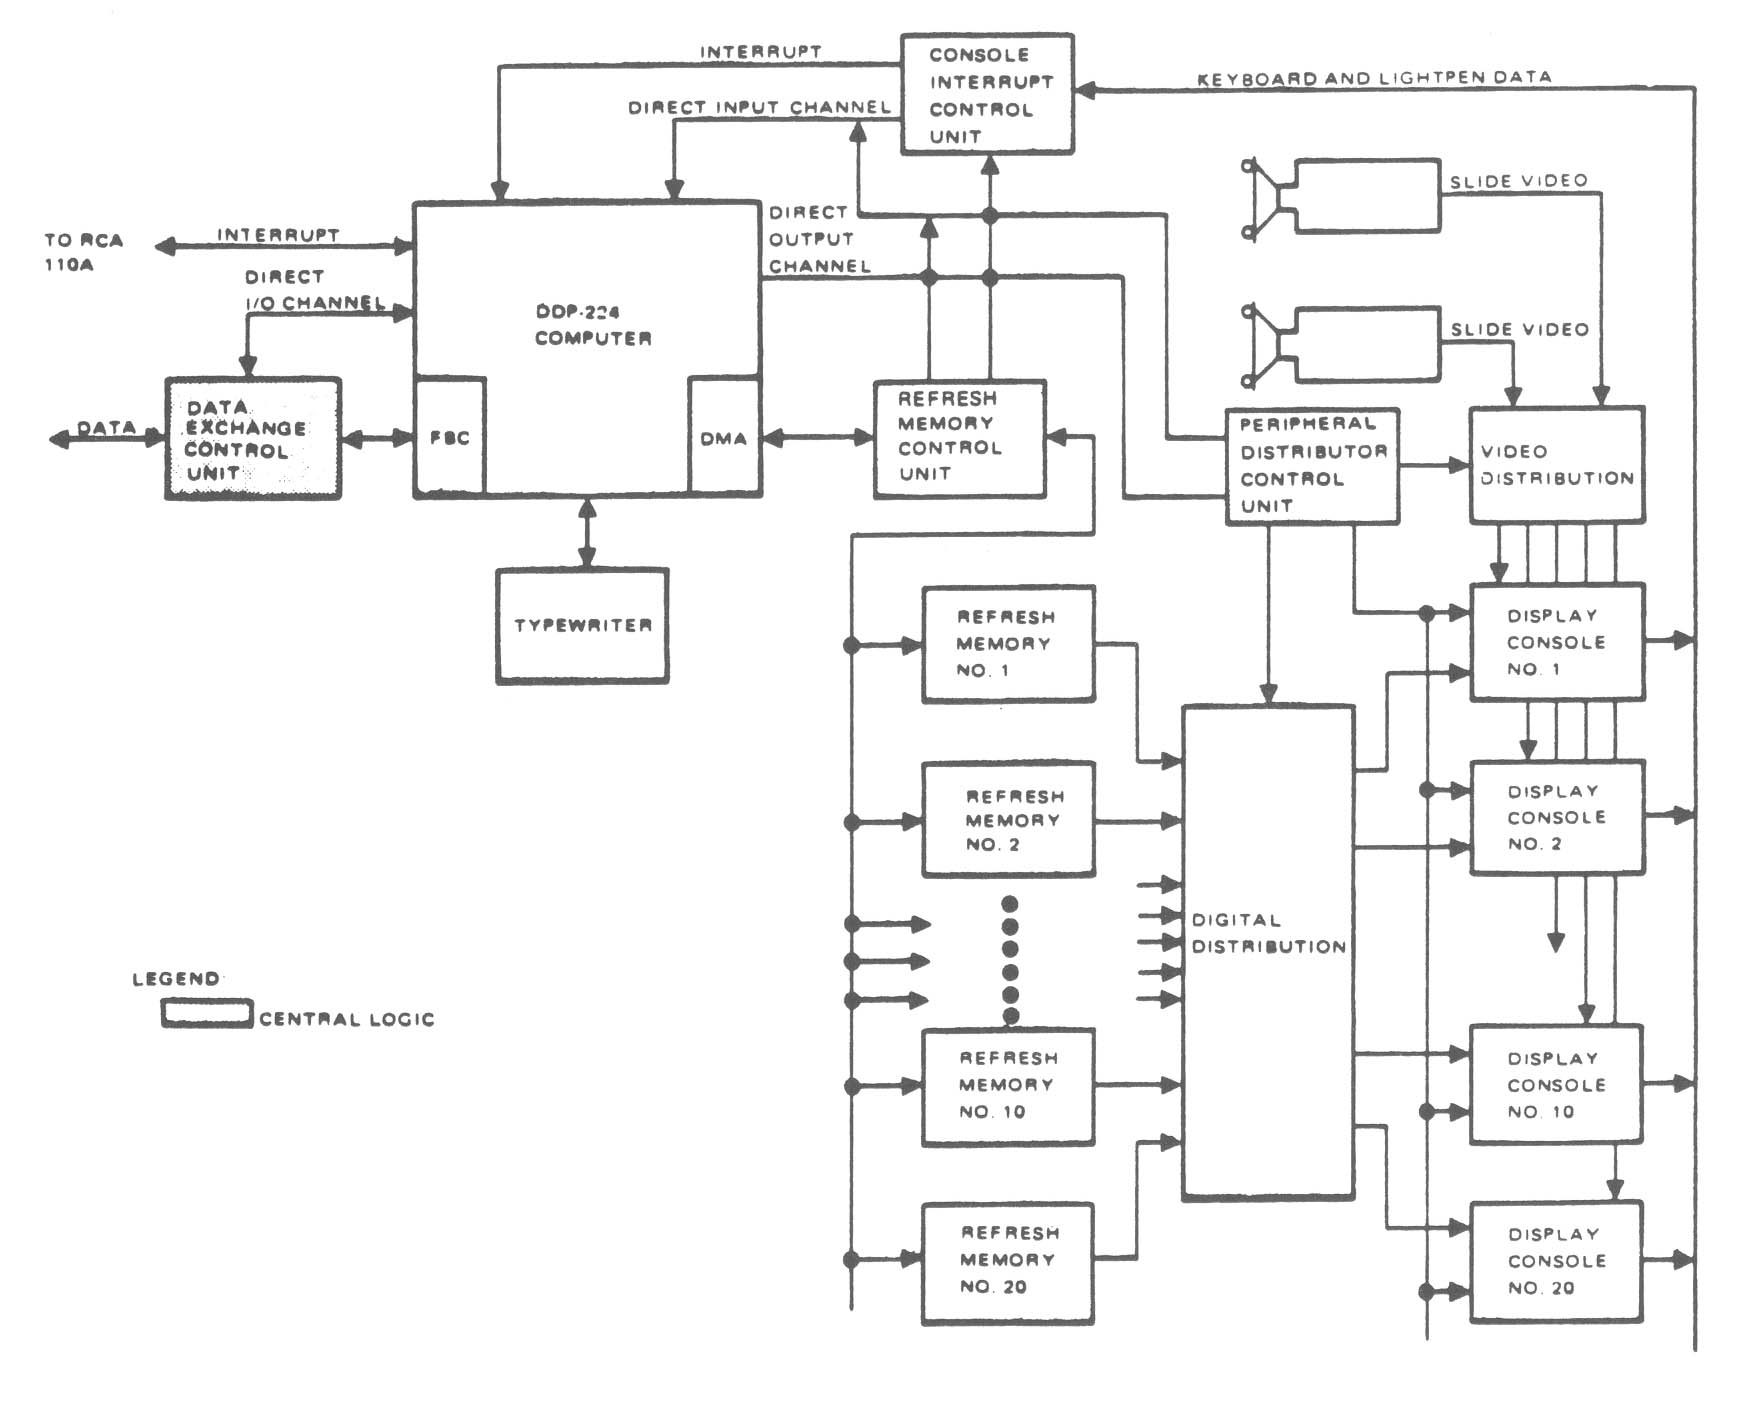 INTERRUPT
CONSOLE
INTERRUPT
CONTROL
UNIT
KEYBOARD AND LIGHTPEN DATA
DIRECT INPUT CHANNEL
SLIDE VIDEO
TO RCA
110A
INTERRUPT
DIRECT
OUTPUT
CHANNEL
DIRECT
I/O CHANNEL
DDP-224
COMPUTER
SLIDE VIDEO
DATA
DATA
EXCHANGE
CONTROL
UNIT
FBC
DMA
REFRESH
MEMORY
CONTROL
UNIT
PERIPHERAL
DISTRIBUTOR
CONTROL
UNIT
VIDEO
DISTRIBUTION
TYPEWRITER
REFRESH
MEMORY
NO. 1
DISPLAY
CONSOLE
NO. 1
REFRESH
MEMORY
NO. 2
DISPLAY
CONSOLE
NO. 2
DIGITAL
DISTRIBUTION
LEGEND
CENTRAL LOGIC
REFRESH
MEMORY
NO. 10
DISPLAY
CONSOLE
NO. 10
REFRESH
MEMORY
NO. 20
DISPLAY
CONSOLE
NO. 20